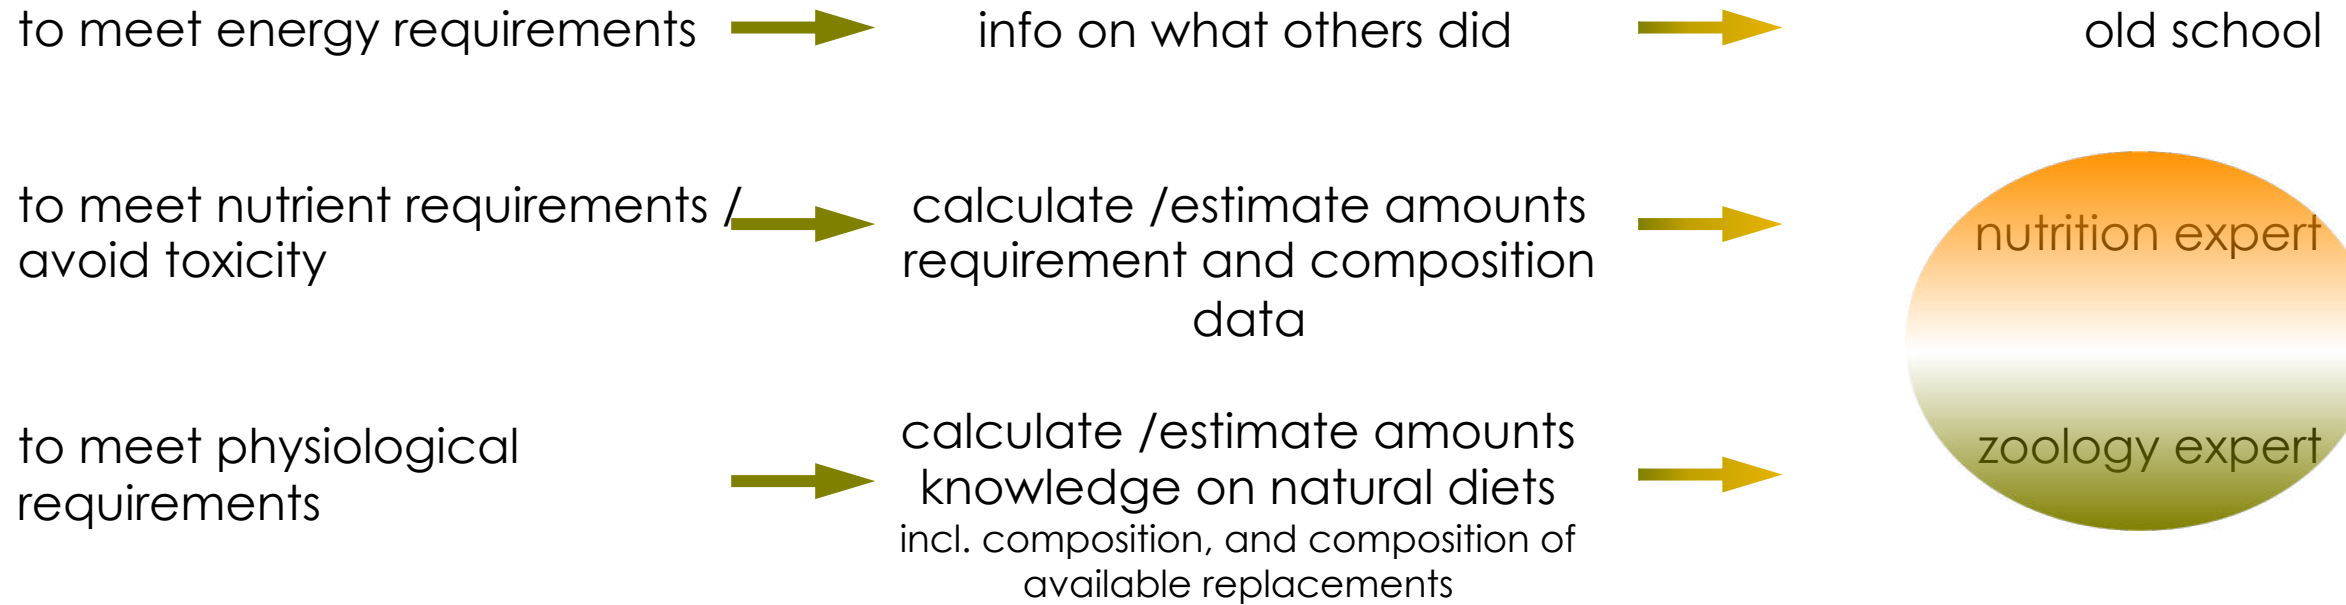 to meet energy requirements
info on what others did
old school
to meet nutrient requirements /
avoid toxicity
calculate /estimate amounts
requirement and composition
data
nutrition expert
to meet physiological
requirements
calculate /estimate amounts
knowledge on natural diets
incl. composition, and composition of
available replacements
zoology expert